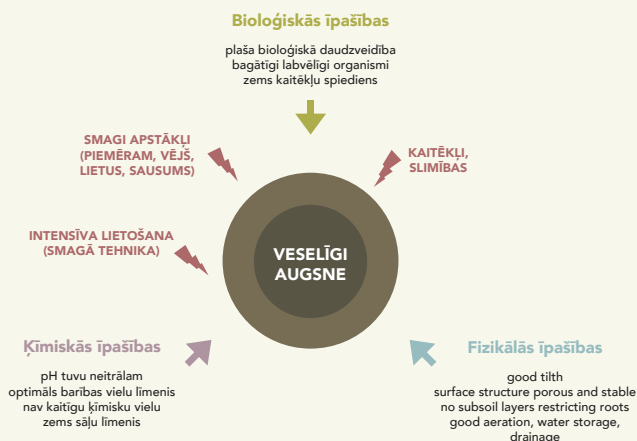 Bioloģiskās īpašības
plaša bioloģiskā daudzveidība
bagātīgi labvēlīgi organismi
zems kaitēkļu spiediens
SMAGI APSTĀKĻI
(PIEMĒRAM, VĒJŠ,
LIETUS, SAUSUMS)
KAITĒKĻI,
SLIMĪBAS
INTENSĪVA LIETOŠANA
(SMAGĀ TEHNIKA)
VESELĪGI
AUGSNE
Ķīmiskās īpašības
pH tuvu neitrālam
optimāls barības vielu līmenis
nav kaitīgu ķīmisku vielu
zems sāļu līmenis
Fizikālās īpašības
good tilth
surface structure porous and stable
no subsoil layers restricting roots
good aeration, water storage,
drainage